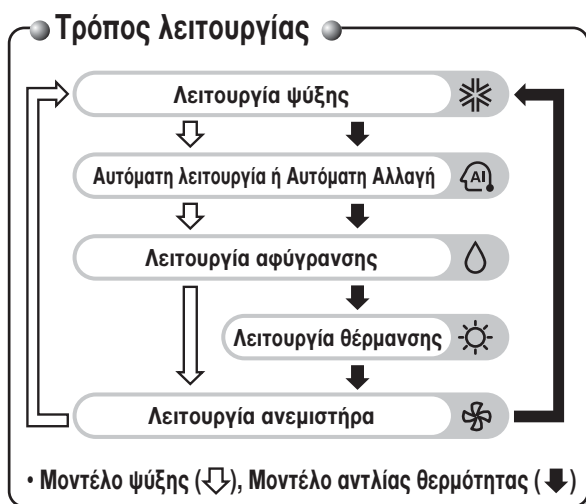 Τρόπος λειτουργίας
Λειτουργία ψύξης
Αυτόματη λειτουργία ή Αυτόματη Αλλαγή
AI
Λειτουργία αφύγρανσης
Λειτουργία θέρμανσης
Λειτουργία ανεμιστήρα
• Μοντέλο ψύξης (⇩), Μοντέλο αντλίας θερμότητας (⬇)